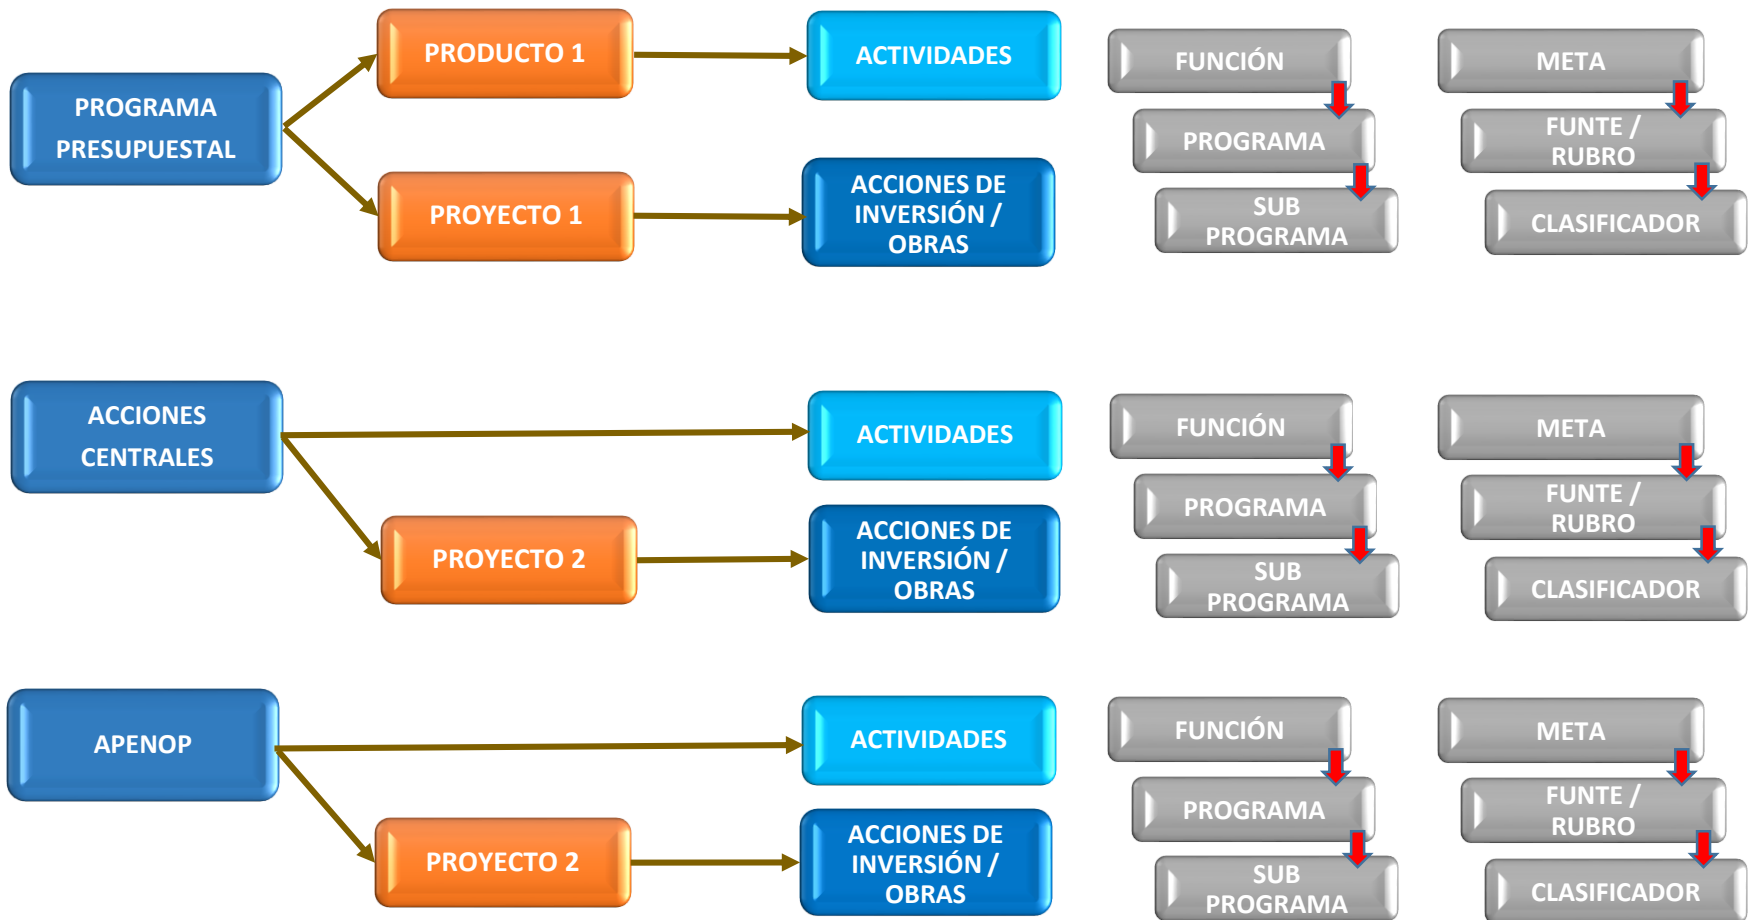 PROGRAMA
PRESUPUESTAL
PRODUCTO 1
ACTIVIDADES
PROYECTO 1
ACCIONES DE
INVERSIÓN /
OBRAS
FUNCIÓN
PROGRAMA
SUB
PROGRAMA
META
FUNTE /
RUBRO
CLASIFICADOR
ACCIONES
CENTRALES
ACTIVIDADES
PROYECTO 2
ACCIONES DE
INVERSIÓN /
OBRAS
FUNCIÓN
PROGRAMA
SUB
PROGRAMA
META
FUNTE /
RUBRO
CLASIFICADOR
APENOP
ACTIVIDADES
PROYECTO 2
ACCIONES DE
INVERSIÓN /
OBRAS
FUNCIÓN
PROGRAMA
SUB
PROGRAMA
META
FUNTE /
RUBRO
CLASIFICADOR